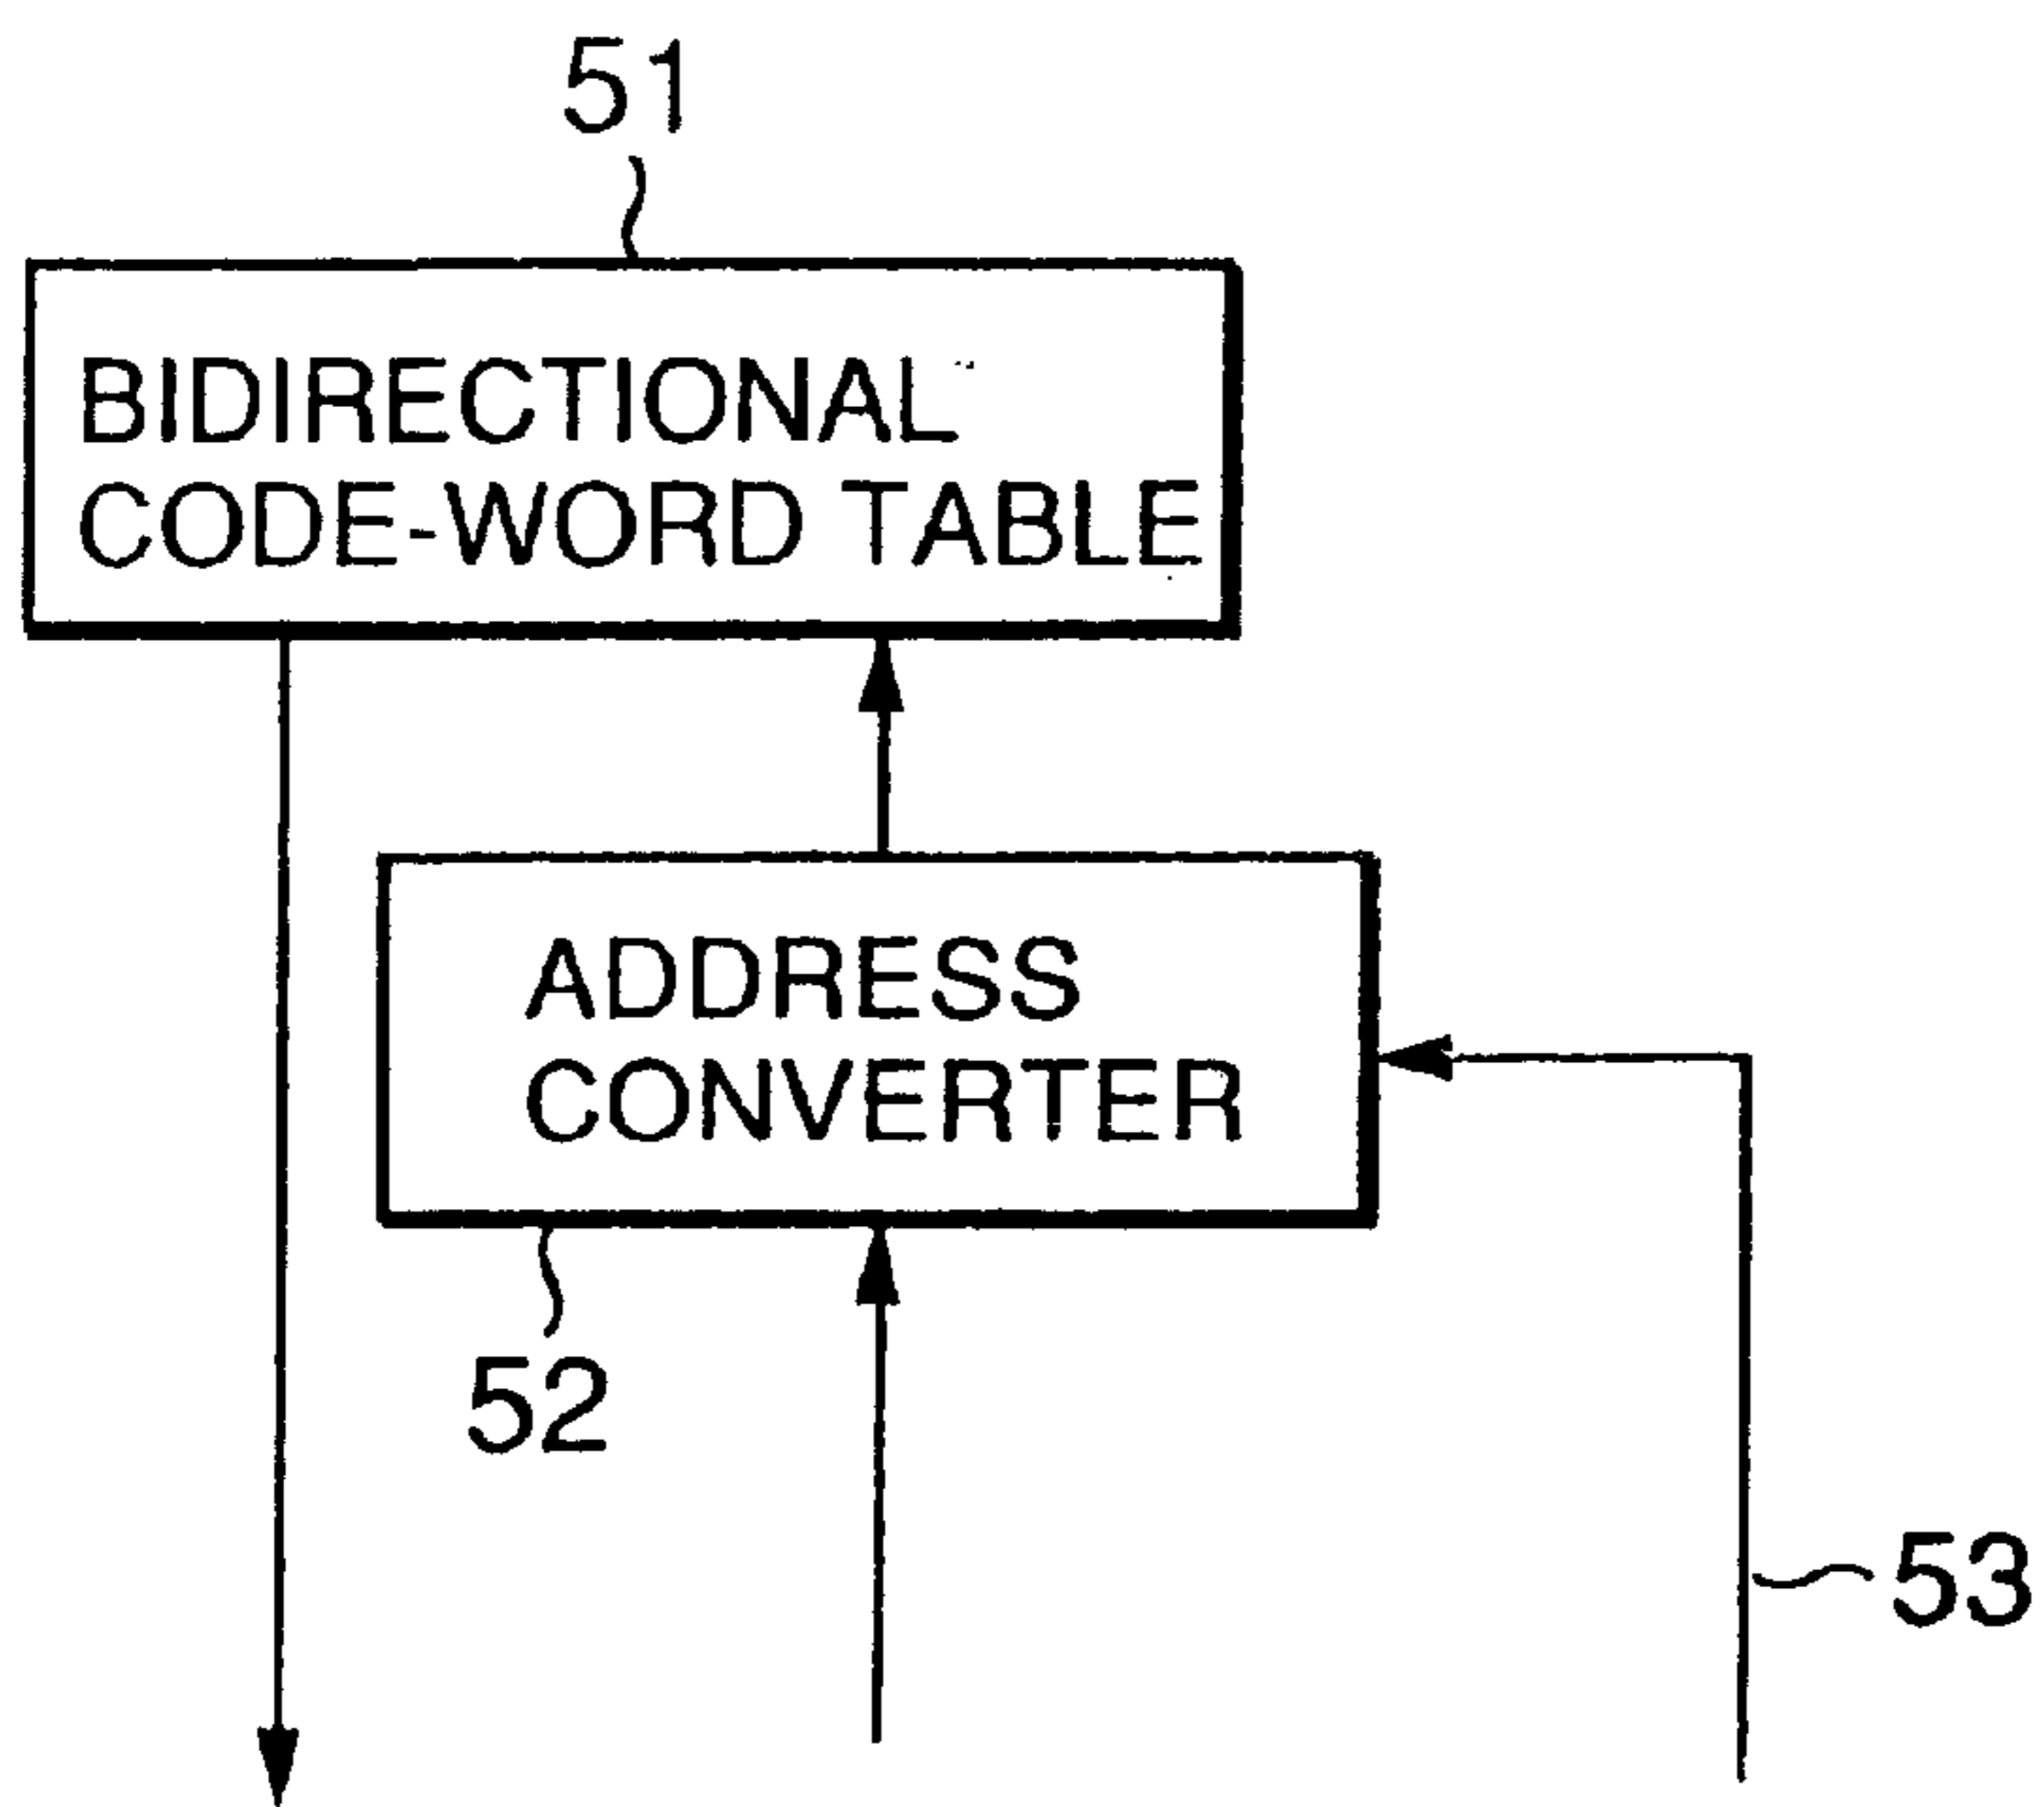 51
BIDIRECTIONAL
CODE-WORD TABLE
ADDRESS
CONVERTER
52
53